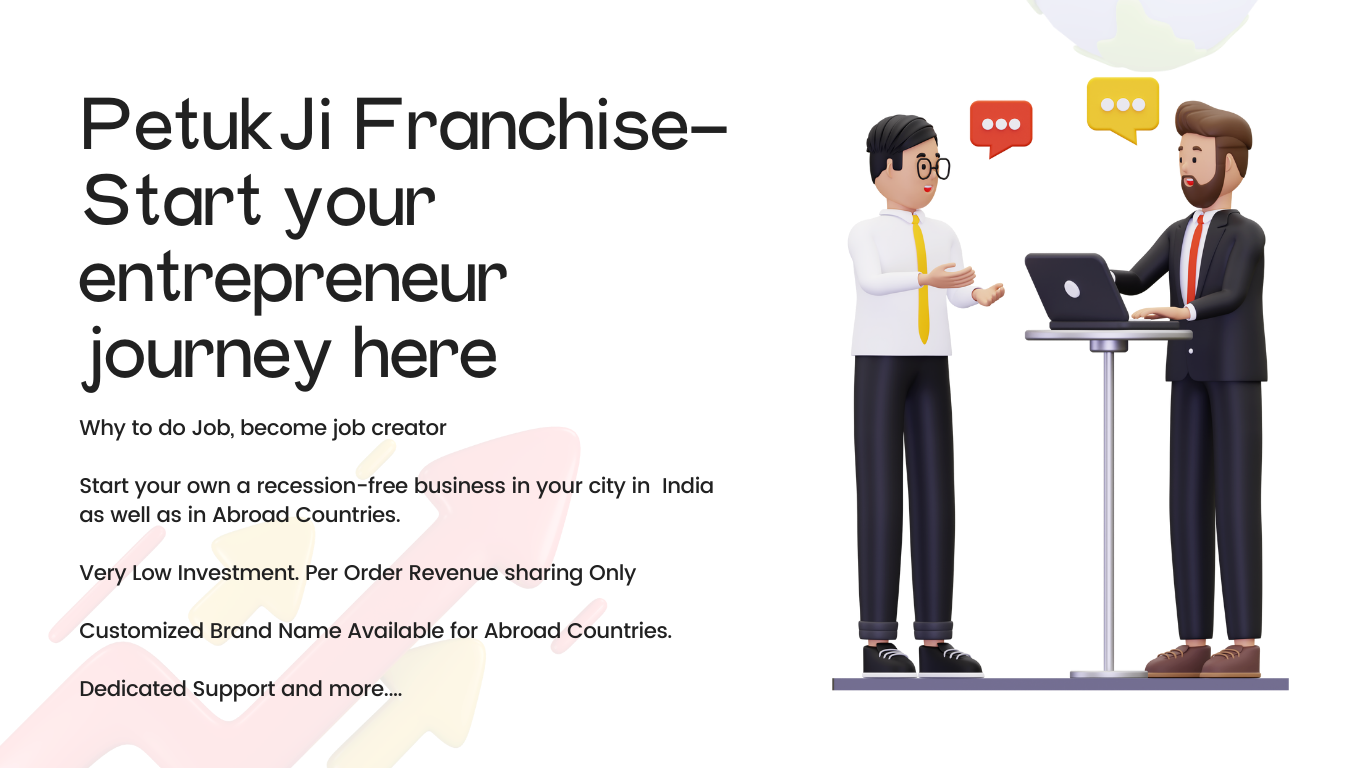 PetukJi Franchise–
Start your
entrepreneur
journey here
Why to do Job, become job creator
Start your own a recession-free business in your city in  India
as well as in Abroad Countries.
Very Low Investment. Per Order Revenue sharing Only
Customized Brand Name Available for Abroad Countries.
Dedicated Support and more....